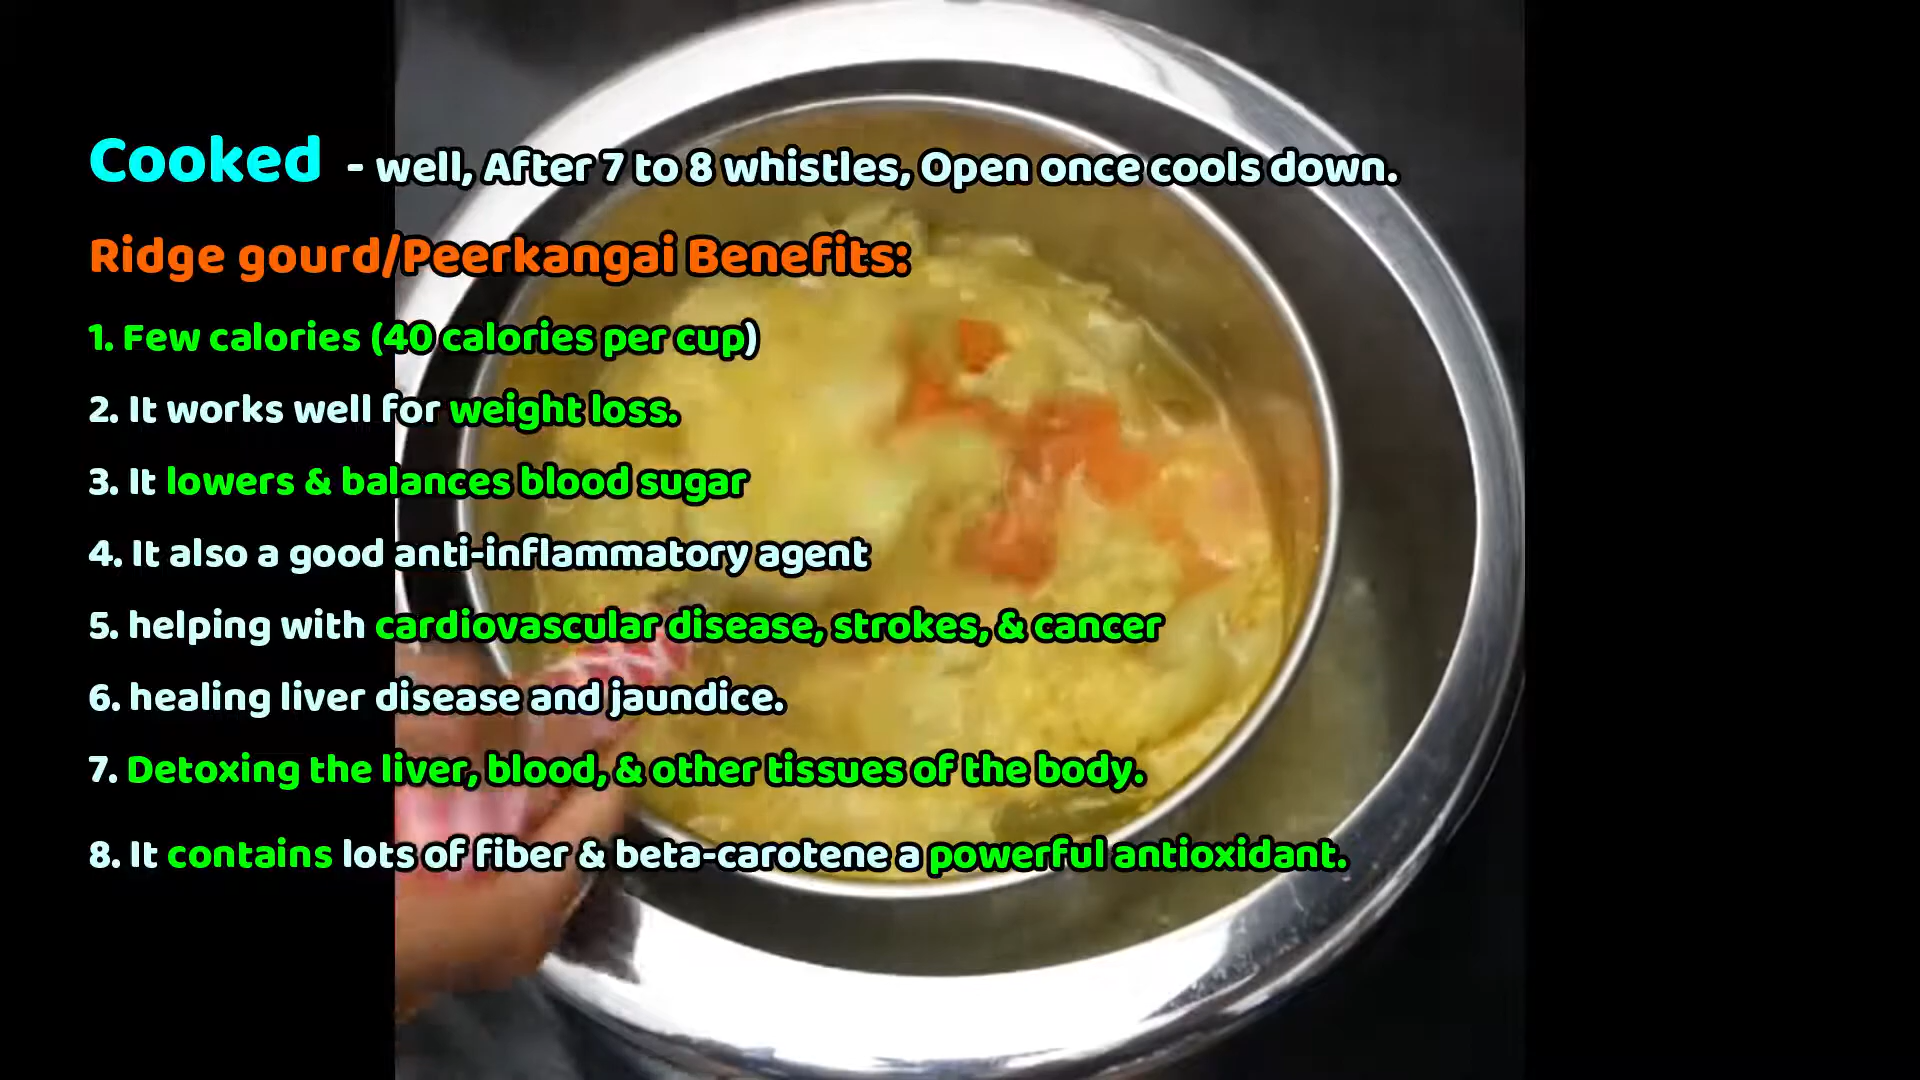 Cooked - well, After 7 to 8 whistles, Open once cools down.
Ridge gourd/Peerkangai Benefits:
1. Few calories (40 calories per cup)
2. It works well for weight loss.
3. It lowers & balances blood sugar
4. It also a good anti-inflammatory agent
5. helping with cardiovascular disease, strokes, & cancer
6. healing liver disease and jaundice.
7. Detoxing the liver, blood, & other tissues of the body.
8. It contains lots of fiber & beta-carotene a powerful antioxidant.